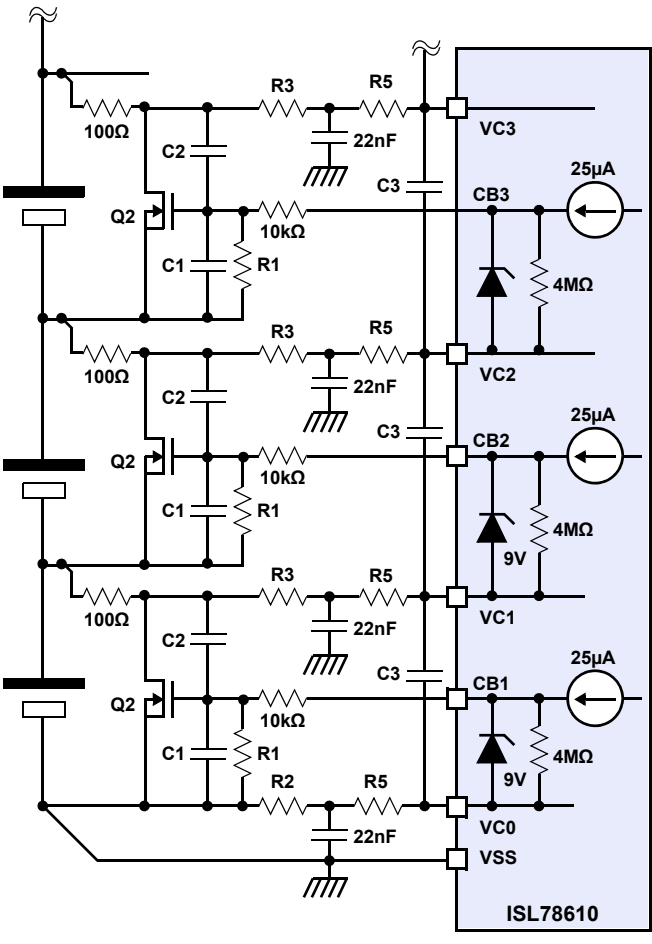 R3
R5
100Ω
C2
22nF
VC3
C3
CB3
25µA
Q2
10kΩ
C1
R1
4MΩ
R3
R5
100Ω
C2
22nF
VC2
C3
CB2
25µA
Q2
10kΩ
C1
R1
9V
4MΩ
R3
R5
100Ω
C2
22nF
VC1
C3
CB1
25µA
Q2
10kΩ
C1
R1
9V
4MΩ
R2
R5
22nF
VC0
VSS
ISL78610